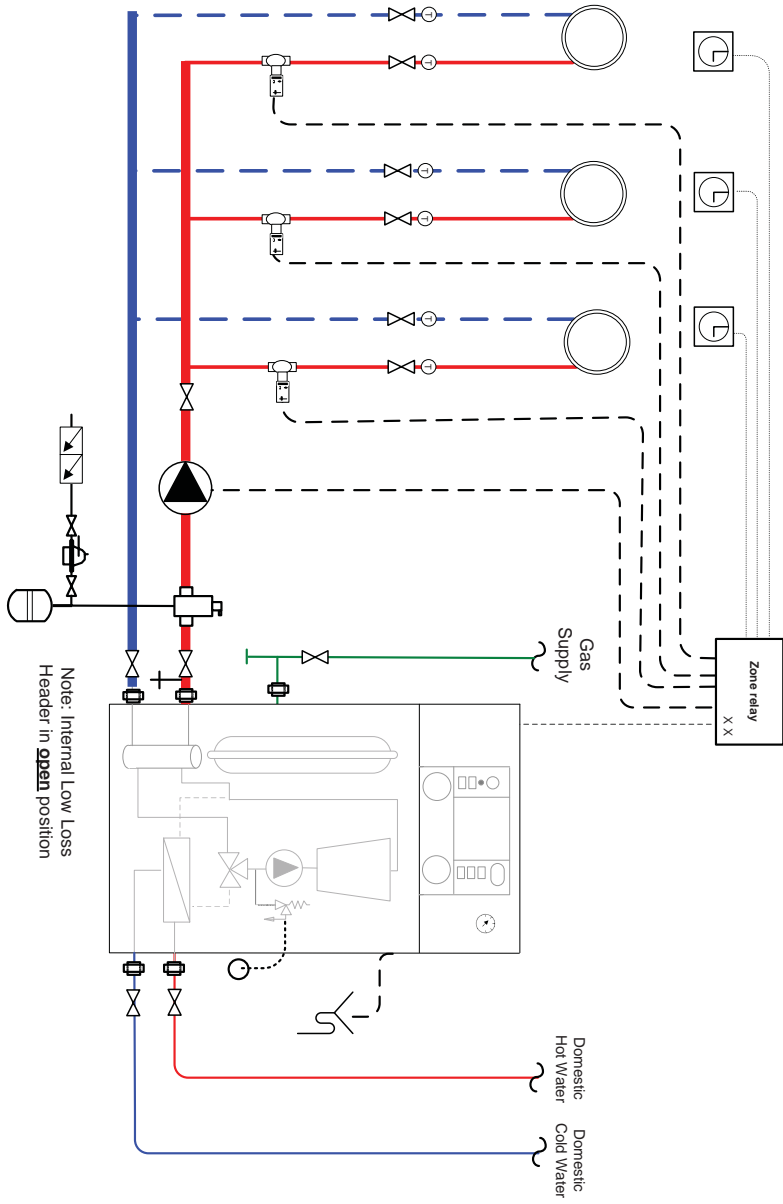 T
T
T
T
T
T
Zone relay
X X
Gas
Supply
Note: Internal Low Loss
Header in open position
Domestic
Hot Water
Domestic
Cold Water